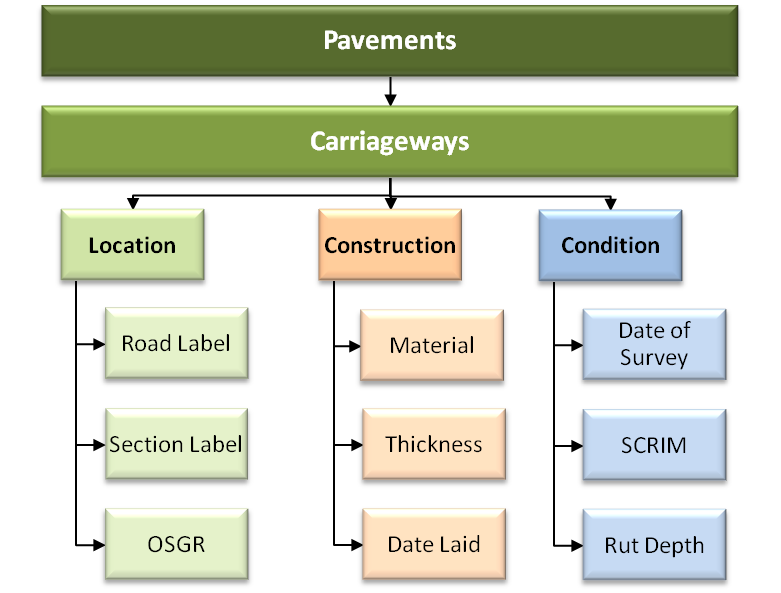 Pavements
Carriageways
Location
Construction
Condition
Road Label
Material
Date of
Survey
Section Label
Thickness
SCRIM
OSGR
Date Laid
Rut Depth